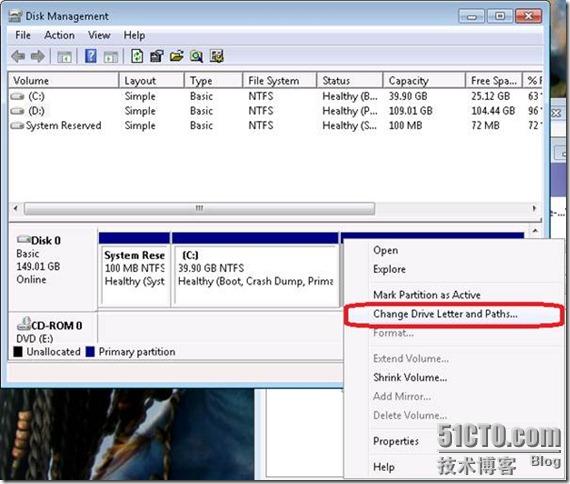 Disk Management
File Action View Help
Volume Layout Type File System Status Capacity Free Spa... % F
(C:) Simple Basic NTFS Healthy (B... 39.90 GB 25.12 GB 63
(D:) Simple Basic NTFS Healthy (P... 109.01 GB 104.44 GB 96
System Reserved Simple Basic NTFS Healthy (S... 100 MB 72 MB 72
Disk 0
Basic
149.01 GB
Online
System Rese
100 MB NTFS
Healthy (Syst
(C:)
39.90 GB NTFS
Healthy (Boot, Crash Dump, Prima
CD-ROM 0
DVD (E:)
Unallocated Primary partition
Open
Explore
Mark Partition as Active
Change Drive Letter and Paths...
Format...
Extend Volume...
Shrink Volume...
Add Mirror...
Delete Volume...
Properties
Help
51CTO.com
技术博客 Blog